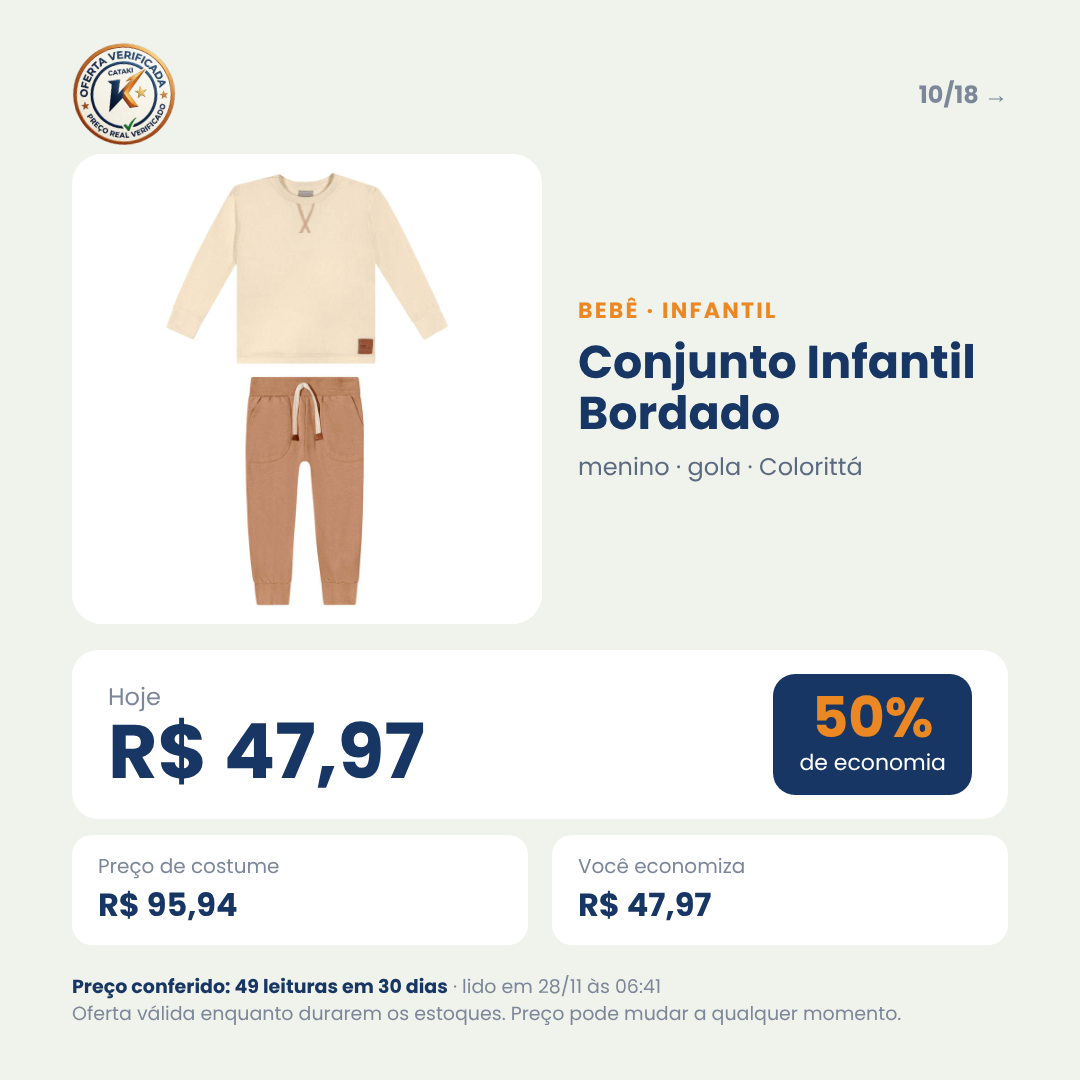 OFERTA VERIFICADA
CATAKI
K
PREÇO REAL VERIFICADO
10/18 →
BEBÊ · INFANTIL
Conjunto Infantil
Bordado
menino · gola · Colorittá
Hoje
R$ 47,97
50%
de economia
Preço de costume
R$ 95,94
Você economiza
R$ 47,97
Preço conferido: 49 leituras em 30 dias · lido em 28/11 às 06:41
Oferta válida enquanto durarem os estoques. Preço pode mudar a qualquer momento.